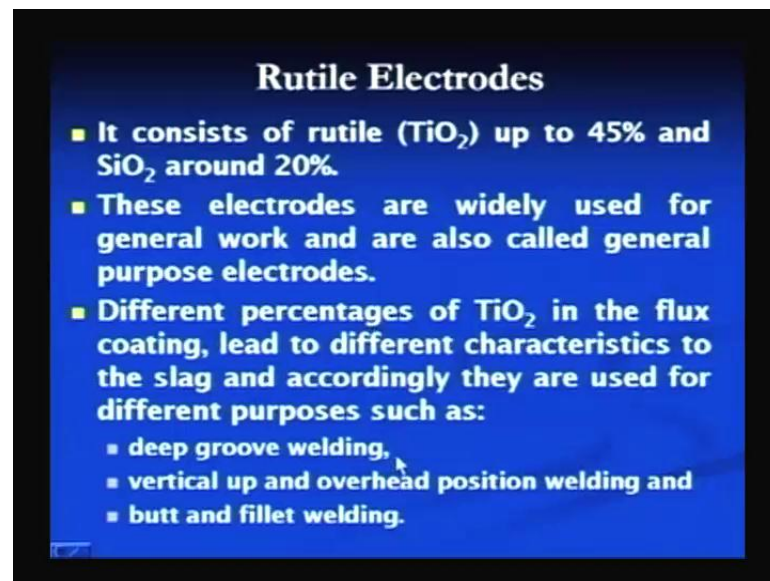 Rutile Electrodes
It consists of rutile (TiO₂) up to 45% and
SiO₂ around 20%.
These electrodes are widely used for
general work and are also called general
purpose electrodes.
Different percentages of TiO₂ in the flux
coating, lead to different characteristics to
the slag and accordingly they are used for
different purposes such as:
deep groove welding,
vertical up and overhead position welding and
butt and fillet welding.